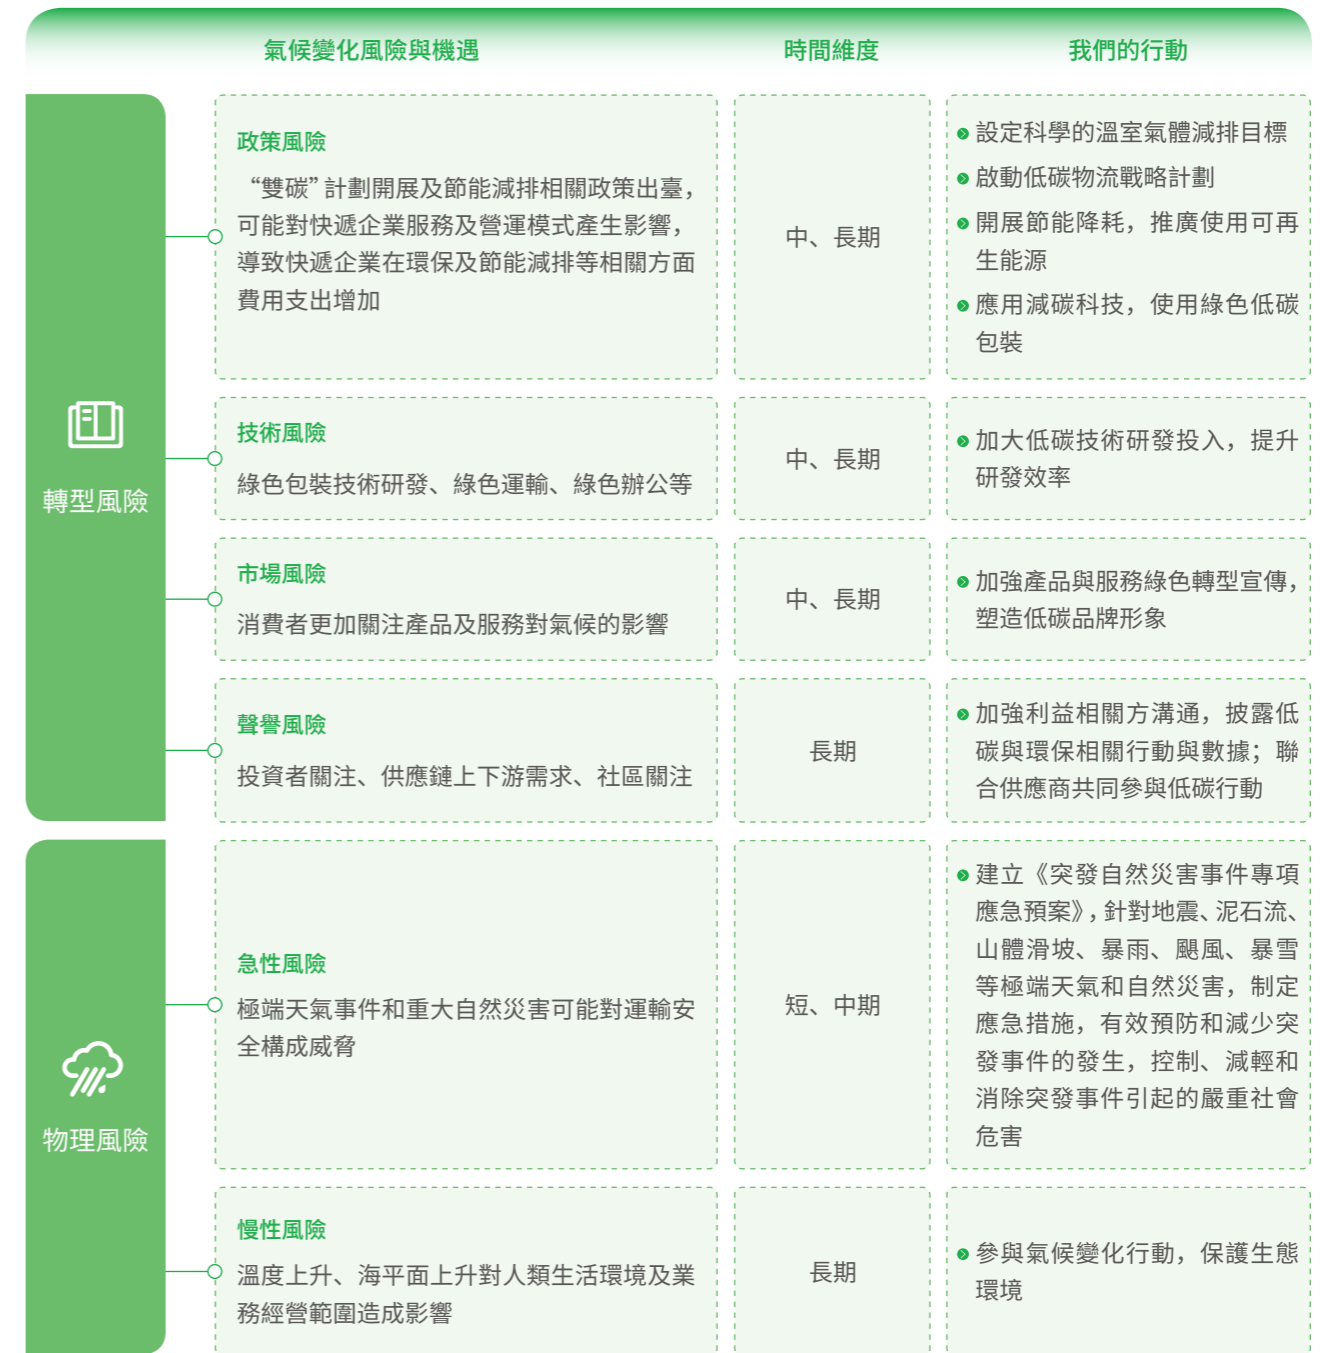 氣候變化風險與機遇
時間維度
我們的行動
轉型風險
政策風險
“雙碳”計劃開展及節能減排相關政策出臺，
可能對快遞企業服務及營運模式產生影響，
導致快遞企業在環保及節能減排等相關方面
費用支出增加
中、長期
設定科學的溫室氣體減排目標
啟動低碳物流戰略計劃
開展節能降耗，推廣使用可再
生能源
應用減碳科技，使用綠色低碳
包裝
技術風險
綠色包裝技術研發、綠色運輸、綠色辦公等
中、長期
加大低碳技術研發投入，提升
研發效率
市場風險
消費者更加關注產品及服務對氣候的影響
中、長期
加強產品與服務綠色轉型宣傳，
塑造低碳品牌形象
聲譽風險
投資者關注、供應鏈上下游需求、社區關注
長期
加強利益相關方溝通，披露低
碳與環保相關行動與數據；聯
合供應商共同參與低碳行動
物理風險
急性風險
極端天氣事件和重大自然災害可能對運輸安
全構成威脅
短、中期
建立《突發自然災害事件專項
應急預案》，針對地震、泥石流、
山體滑坡、暴雨、颶風、暴雪
等極端天氣和自然災害，制定
應急措施，有效預防和減少突
發事件的發生，控制、減輕和
消除突發事件引起的嚴重社會
危害
慢性風險
溫度上升、海平面上升對人類生活環境及業
務經營範圍造成影響
長期
參與氣候變化行動，保護生態
環境